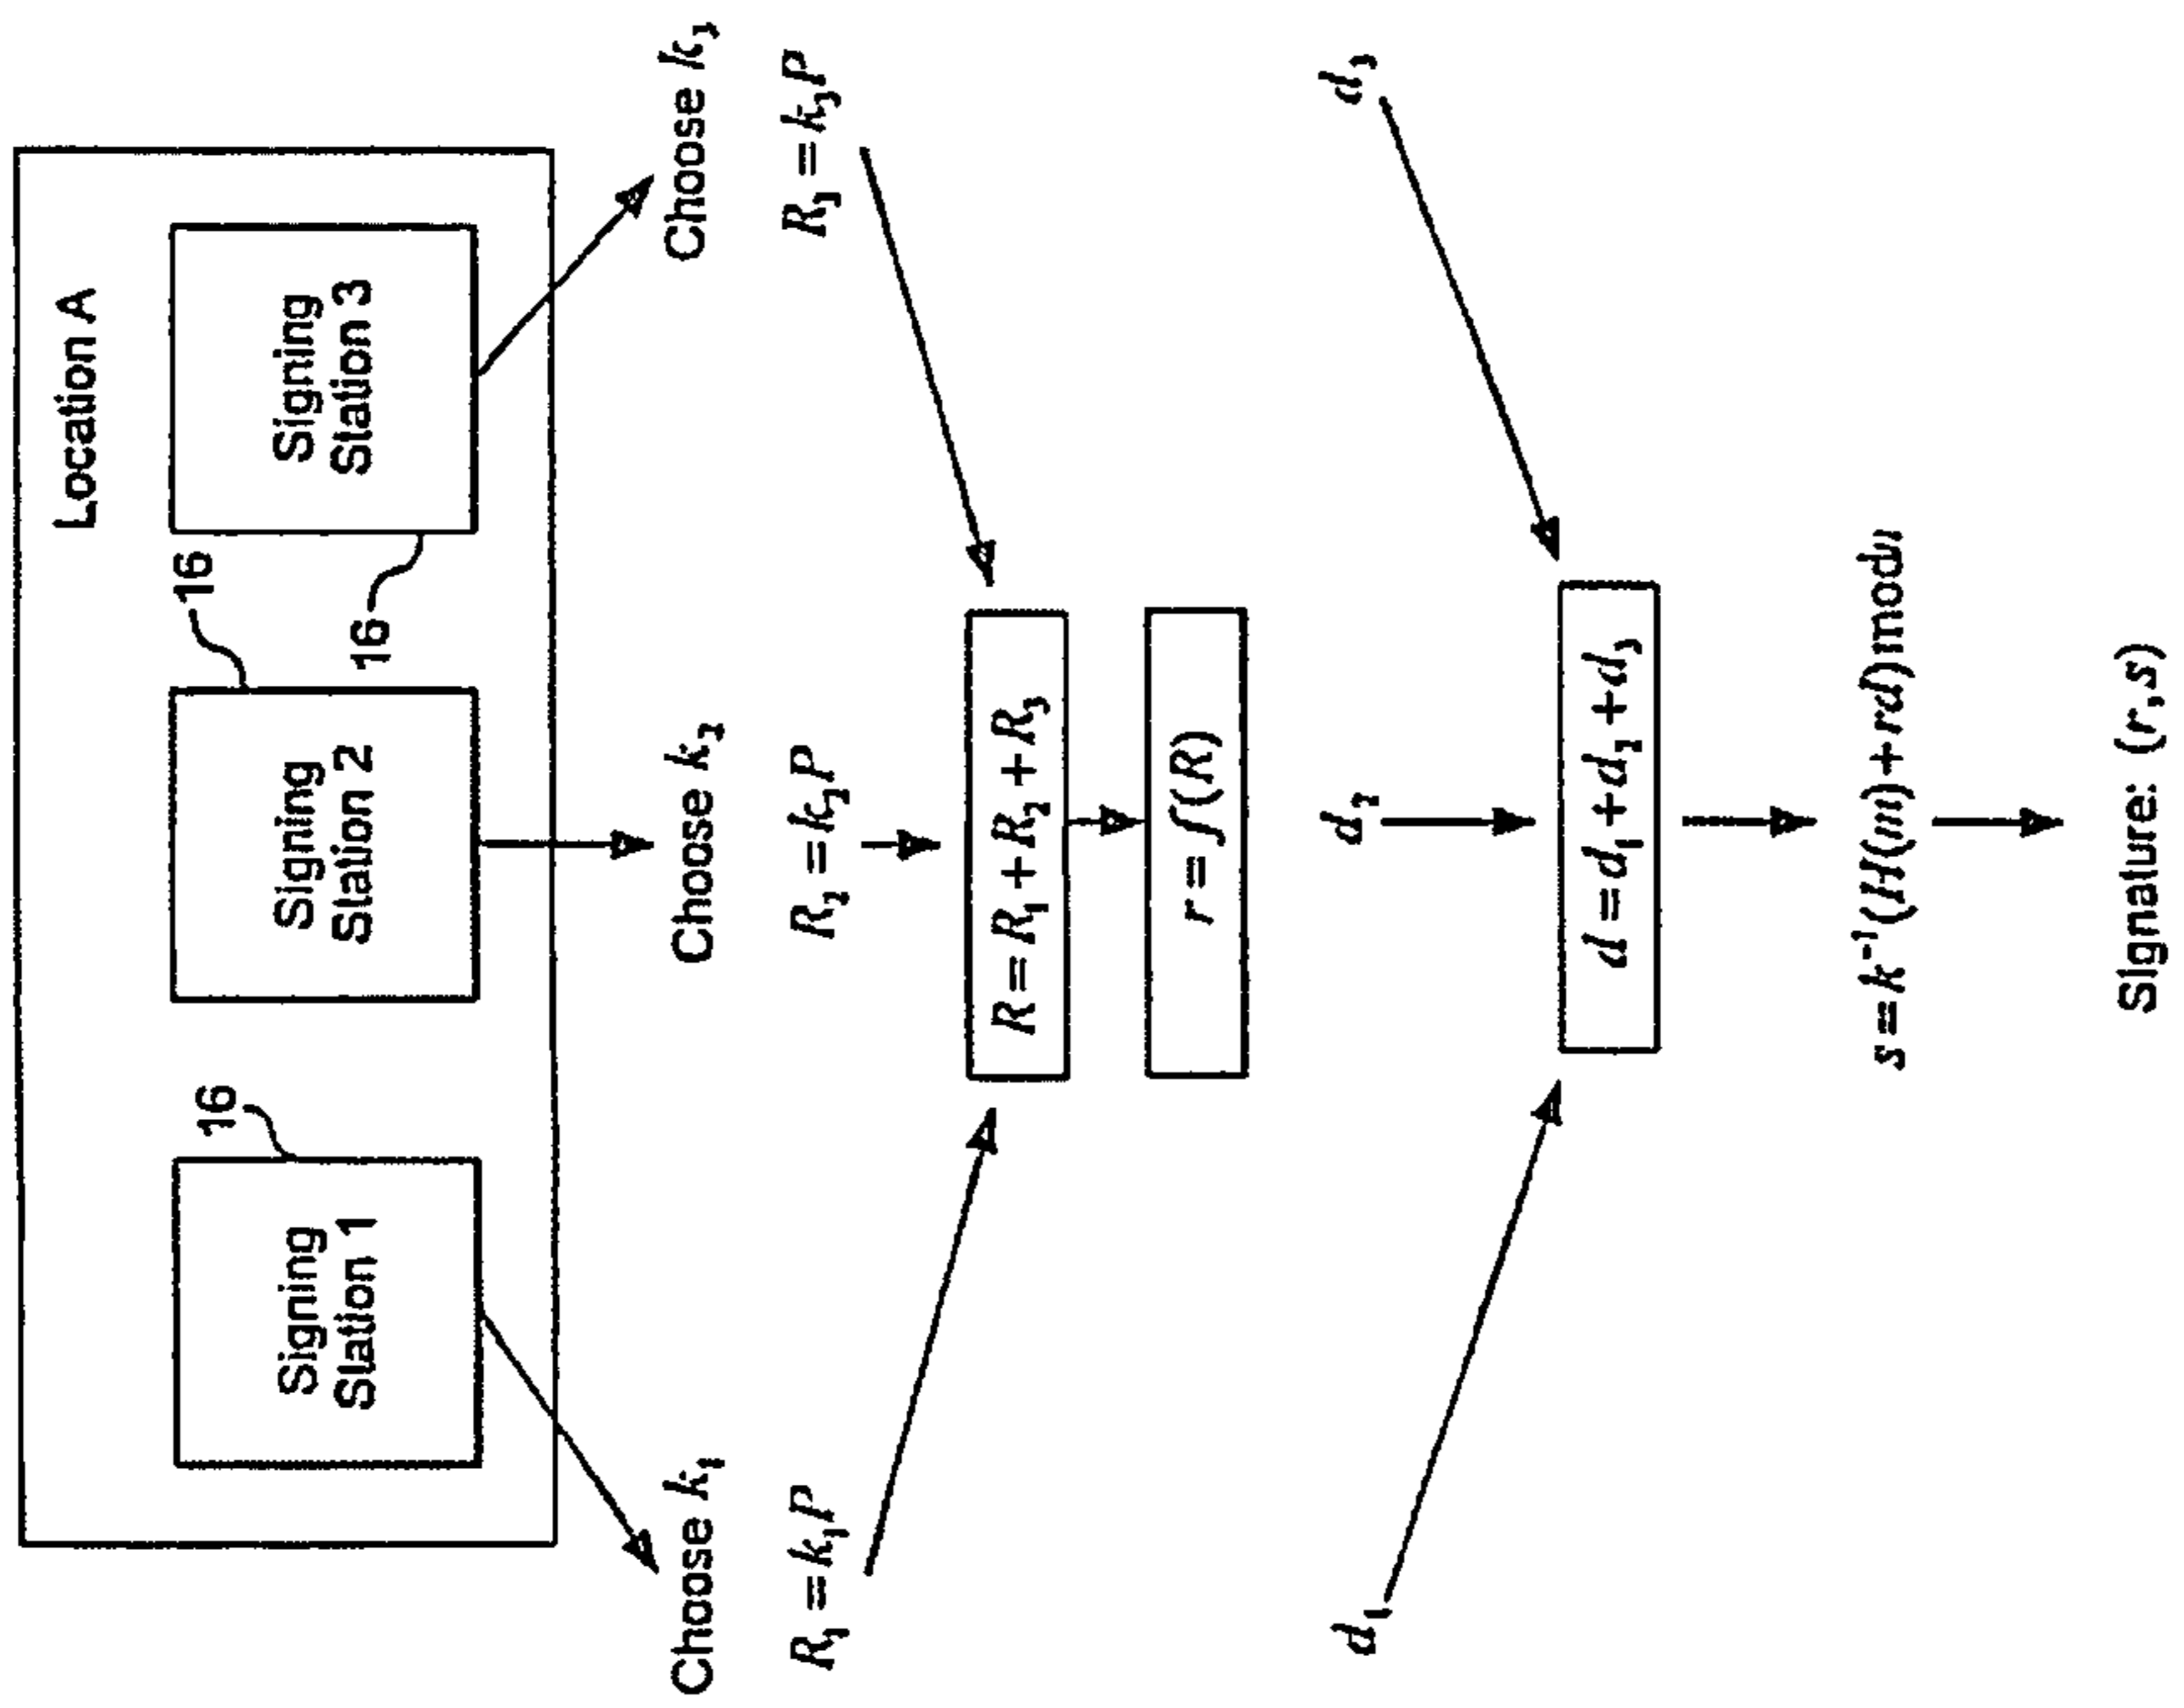 Location A
Signing
Station 1
16
Signing
Station 2
16
Signing
Station 3
16
Choose k₁
Choose k₂
Choose k₃
R₁ = k₁P
R₂ = k₂P
R₃ = k₃P
R = R₁ + R₂ + R₃
r = f(R)
d₁
d₂
d₃
d = d₁ + d₂ + d₃
s = k⁻¹(H(m) + rd) mod n
Signature: (r, s)